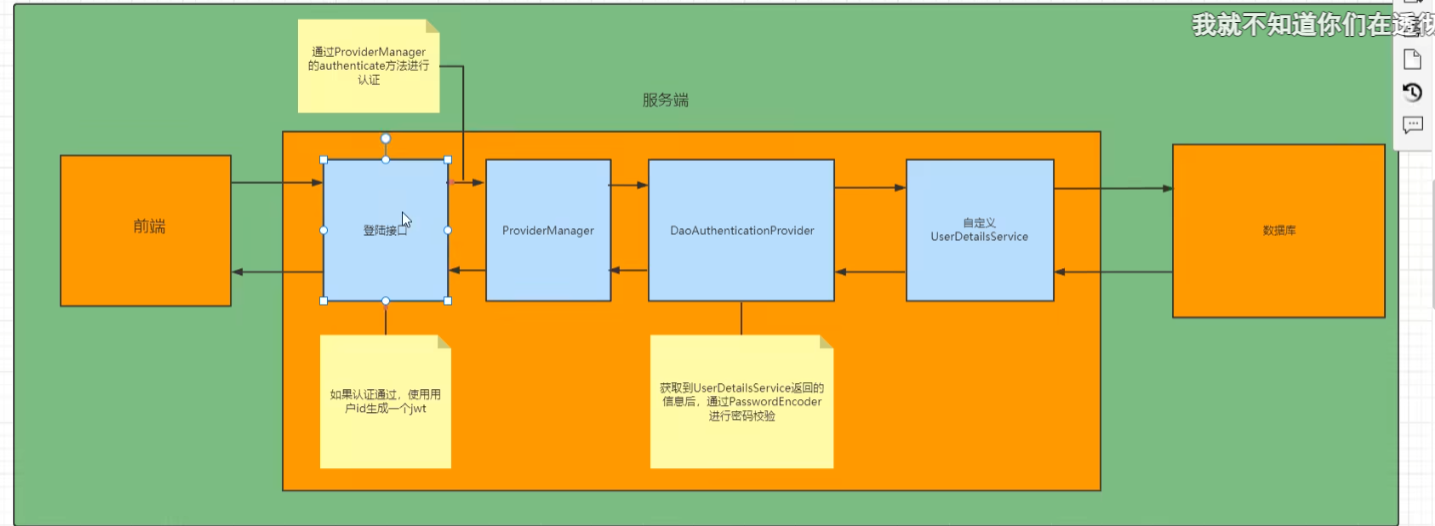 我就不知道你们在透彻
通过ProviderManager
的authenticate方法进行
认证
服务端
前端
登陆接口
ProviderManager
DaoAuthenticationProvider
自定义
UserDetailsService
数据库
如果认证通过，使用用
户id生成一个jwt
获取到UserDetailsService返回的
信息后，通过PasswordEncoder
进行密码校验